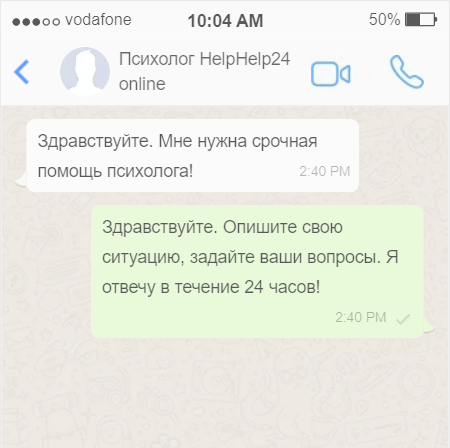 vodafone 10:04 AM 50%
Психолог HelpHelp24
online
Здравствуйте. Мне нужна срочная
помощь психолога! 2:40 PM
Здравствуйте. Опишите свою
ситуацию, задайте ваши вопросы. Я
отвечу в течение 24 часов!
2:40 PM